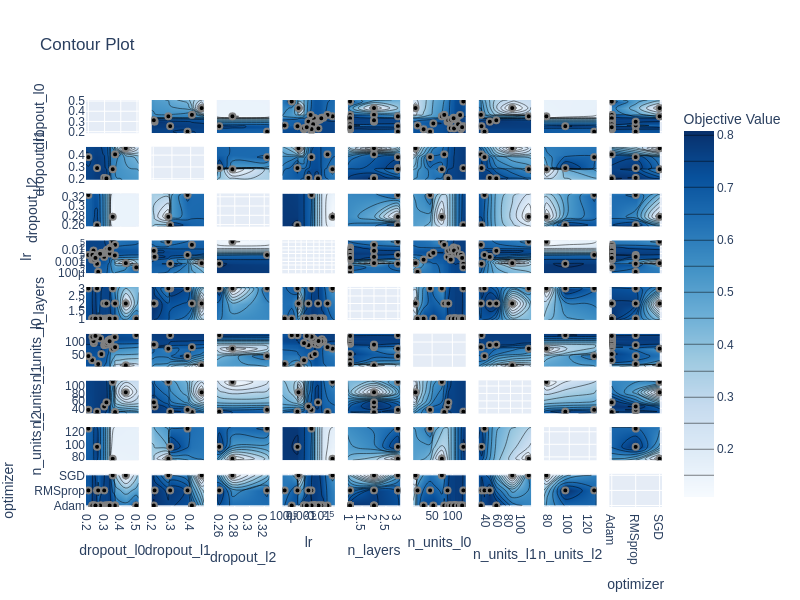 Contour Plot
Objective Value
0.8
0.7
0.6
0.5
0.4
0.3
0.2
dropout_l0
0.5
0.4
0.3
0.2
dropout_l1
0.4
0.3
0.2
dropout_l2
0.32
0.3
0.28
0.26
lr
0.01
0.001
100μ
n_layers
3
2.5
2
1.5
1
n_units_l0
100
50
n_units_l1
100
80
60
40
n_units_l2
120
100
80
optimizer
SGD
RMSprop
Adam
0.2 0.3 0.4 0.5
0.2 0.3 0.4
0.26 0.28 0.3 0.32
1 1.5 2 2.5 3
50 100
40 60 80 100
80 100 120
Adam RMSprop SGD
dropout_l0 dropout_l1 dropout_l2 lr n_layers n_units_l0 n_units_l1 n_units_l2 optimizer